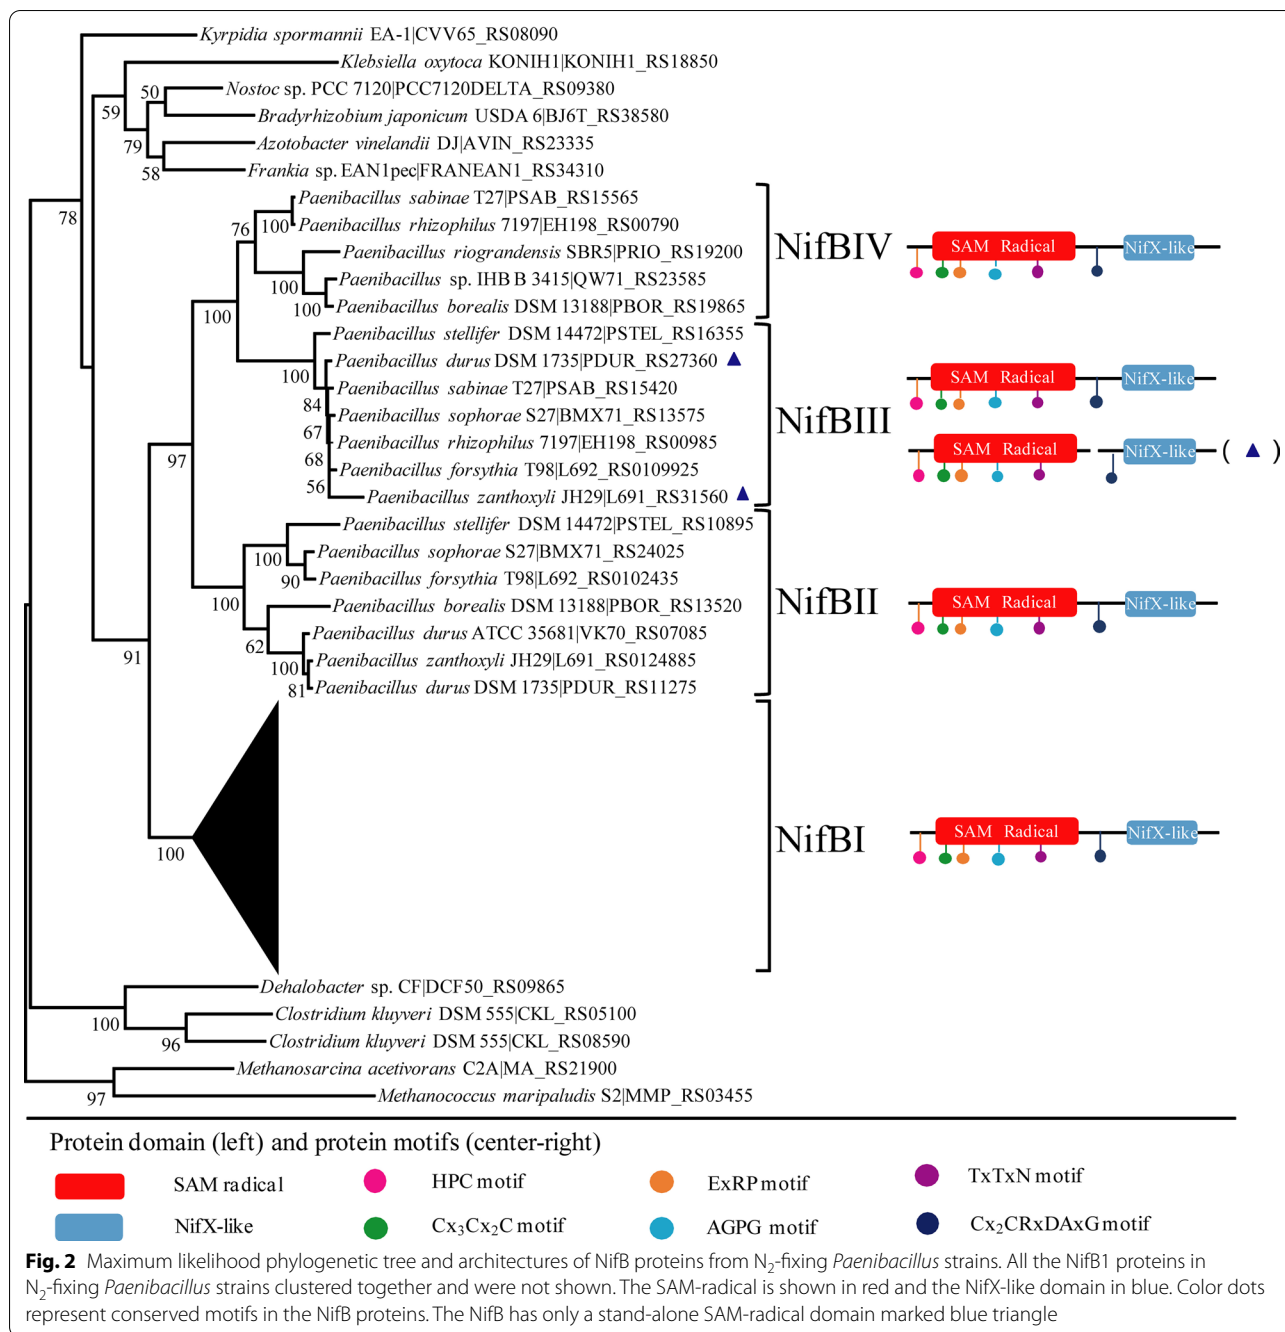 Kyrpidia spormannii EA-1|CVV65_RS08090
Klebsiella oxytoca KONIH1|KONIH1_RS18850
50
Nostoc sp. PCC 7120|PCC7120DELTA_RS09380
59
Bradyrhizobium japonicum USDA 6|BJ6T_RS38580
79
Azotobacter vinelandii DJ|AVIN_RS23335
58
Frankia sp. EAN1pec|FRANEAN1_RS34310
78
Paenibacillus sabinae T27|PSAB_RS15565
76
100
Paenibacillus rhizophilus 7197|EH198_RS00790
Paenibacillus riograndensis SBR5|PRIO_RS19200
100
Paenibacillus sp. IHB B 3415|QW71_RS23585
100
Paenibacillus borealis DSM 13188|PBOR_RS19865
NifBIV
SAM Radical
NifX-like
100
Paenibacillus stellifer DSM 14472|PSTEL_RS16355
Paenibacillus durus DSM 1735|PDUR_RS27360
100
Paenibacillus sabinae T27|PSAB_RS15420
84
Paenibacillus sophorae S27|BMX71_RS13575
67
Paenibacillus rhizophilus 7197|EH198_RS00985
68
Paenibacillus forsythia T98|L692_RS0109925
56
Paenibacillus zanthoxyli JH29|L691_RS31560
NifBIII
SAM Radical
NifX-like
SAM Radical
NifX-like
( )
97
Paenibacillus stellifer DSM 14472|PSTEL_RS10895
100
Paenibacillus sophorae S27|BMX71_RS24025
90
Paenibacillus forsythia T98|L692_RS0102435
100
Paenibacillus borealis DSM 13188|PBOR_RS13520
62
Paenibacillus durus ATCC 35681|VK70_RS07085
100
Paenibacillus zanthoxyli JH29|L691_RS0124885
81
Paenibacillus durus DSM 1735|PDUR_RS11275
NifBII
SAM Radical
NifX-like
91
100
NifBI
SAM Radical
NifX-like
Dehalobacter sp. CF|DCF50_RS09865
100
Clostridium kluyveri DSM 555|CKL_RS05100
96
Clostridium kluyveri DSM 555|CKL_RS08590
Methanosarcina acetivorans C2A|MA_RS21900
97
Methanococcus maripaludis S2|MMP_RS03455
Protein domain (left) and protein motifs (center-right)
SAM radical
HPC motif
ExRP motif
TxTxN motif
NifX-like
Cx3Cx2C motif
AGPG motif
Cx2CRxDAxG motif
Fig. 2 Maximum likelihood phylogenetic tree and architectures of NifB proteins from N2-fixing Paenibacillus strains. All the NifB1 proteins in
N2-fixing Paenibacillus strains clustered together and were not shown. The SAM-radical is shown in red and the NifX-like domain in blue. Color dots
represent conserved motifs in the NifB proteins. The NifB has only a stand-alone SAM-radical domain marked blue triangle